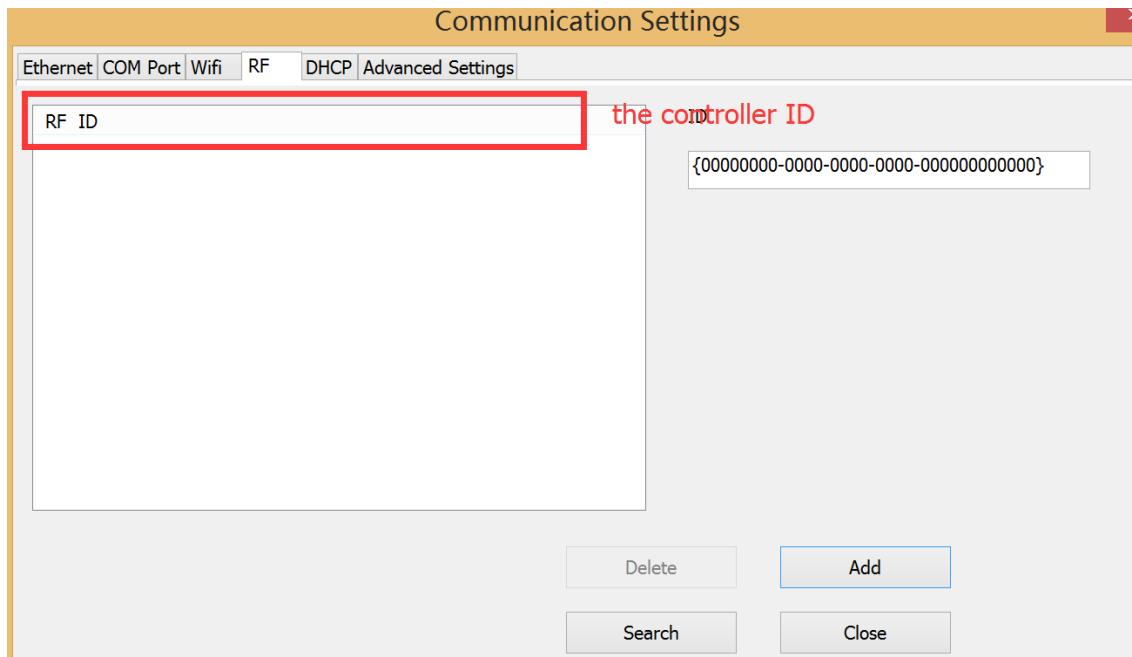 Communication Settings
Ethernet COM Port Wifi RF DHCP Advanced Settings
RF ID
the controller ID
ID
{00000000-0000-0000-0000-000000000000}
Delete Add
Search Close